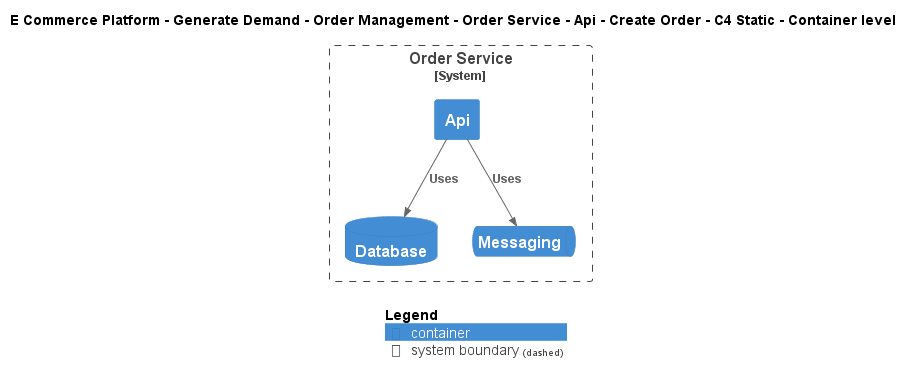 E Commerce Platform - Generate Demand - Order Management - Order Service - Api - Create Order - C4 Static - Container level
Order Service
[System]
Api
Uses Uses
Database Messaging
Legend
container
system boundary (dashed)